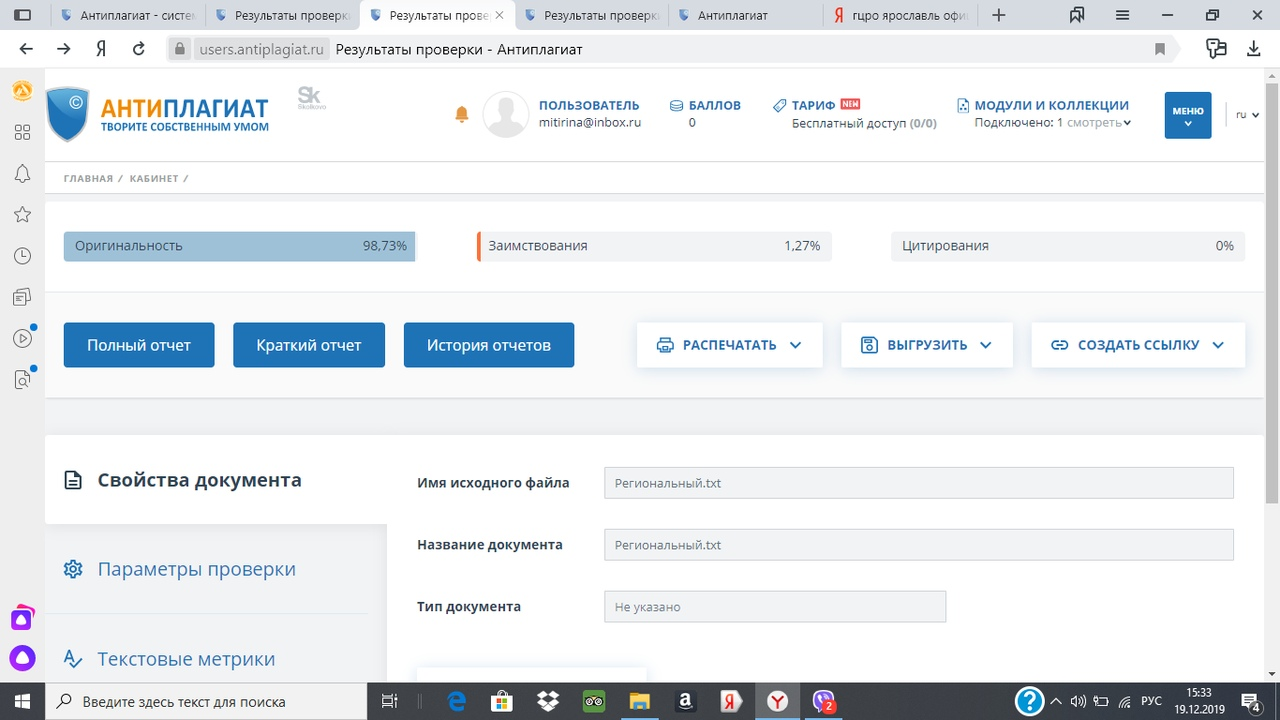 Антиплагиат - систе
Результаты проверки
Результаты прове
Результаты проверк
Антиплагиат
гцро ярославль офи
users.antiplagiat.ru Результаты проверки - Антиплагиат
АНТИПЛАГИАТ
ТВОРИТЕ СОБСТВЕННЫМ УМОМ
Sk
Skolkovo
ПОЛЬЗОВАТЕЛЬ
mitirina@inbox.ru
БАЛЛОВ
0
ТАРИФ NEW
Бесплатный доступ (0/0)
МОДУЛИ И КОЛЛЕКЦИИ
Подключено: 1 смотреть
МЕНЮ
ru
ГЛАВНАЯ / КАБИНЕТ /
Оригинальность 98,73%
Заимствования 1,27%
Цитирования 0%
Полный отчет
Краткий отчет
История отчетов
РАСПЕЧАТАТЬ
ВЫГРУЗИТЬ
СОЗДАТЬ ССЫЛКУ
Свойства документа
Параметры проверки
Текстовые метрики
Имя исходного файла Региональный.txt
Название документа Региональный.txt
Тип документа Не указано
Введите здесь текст для поиска
2
РУС
15:33
19.12.2019
4